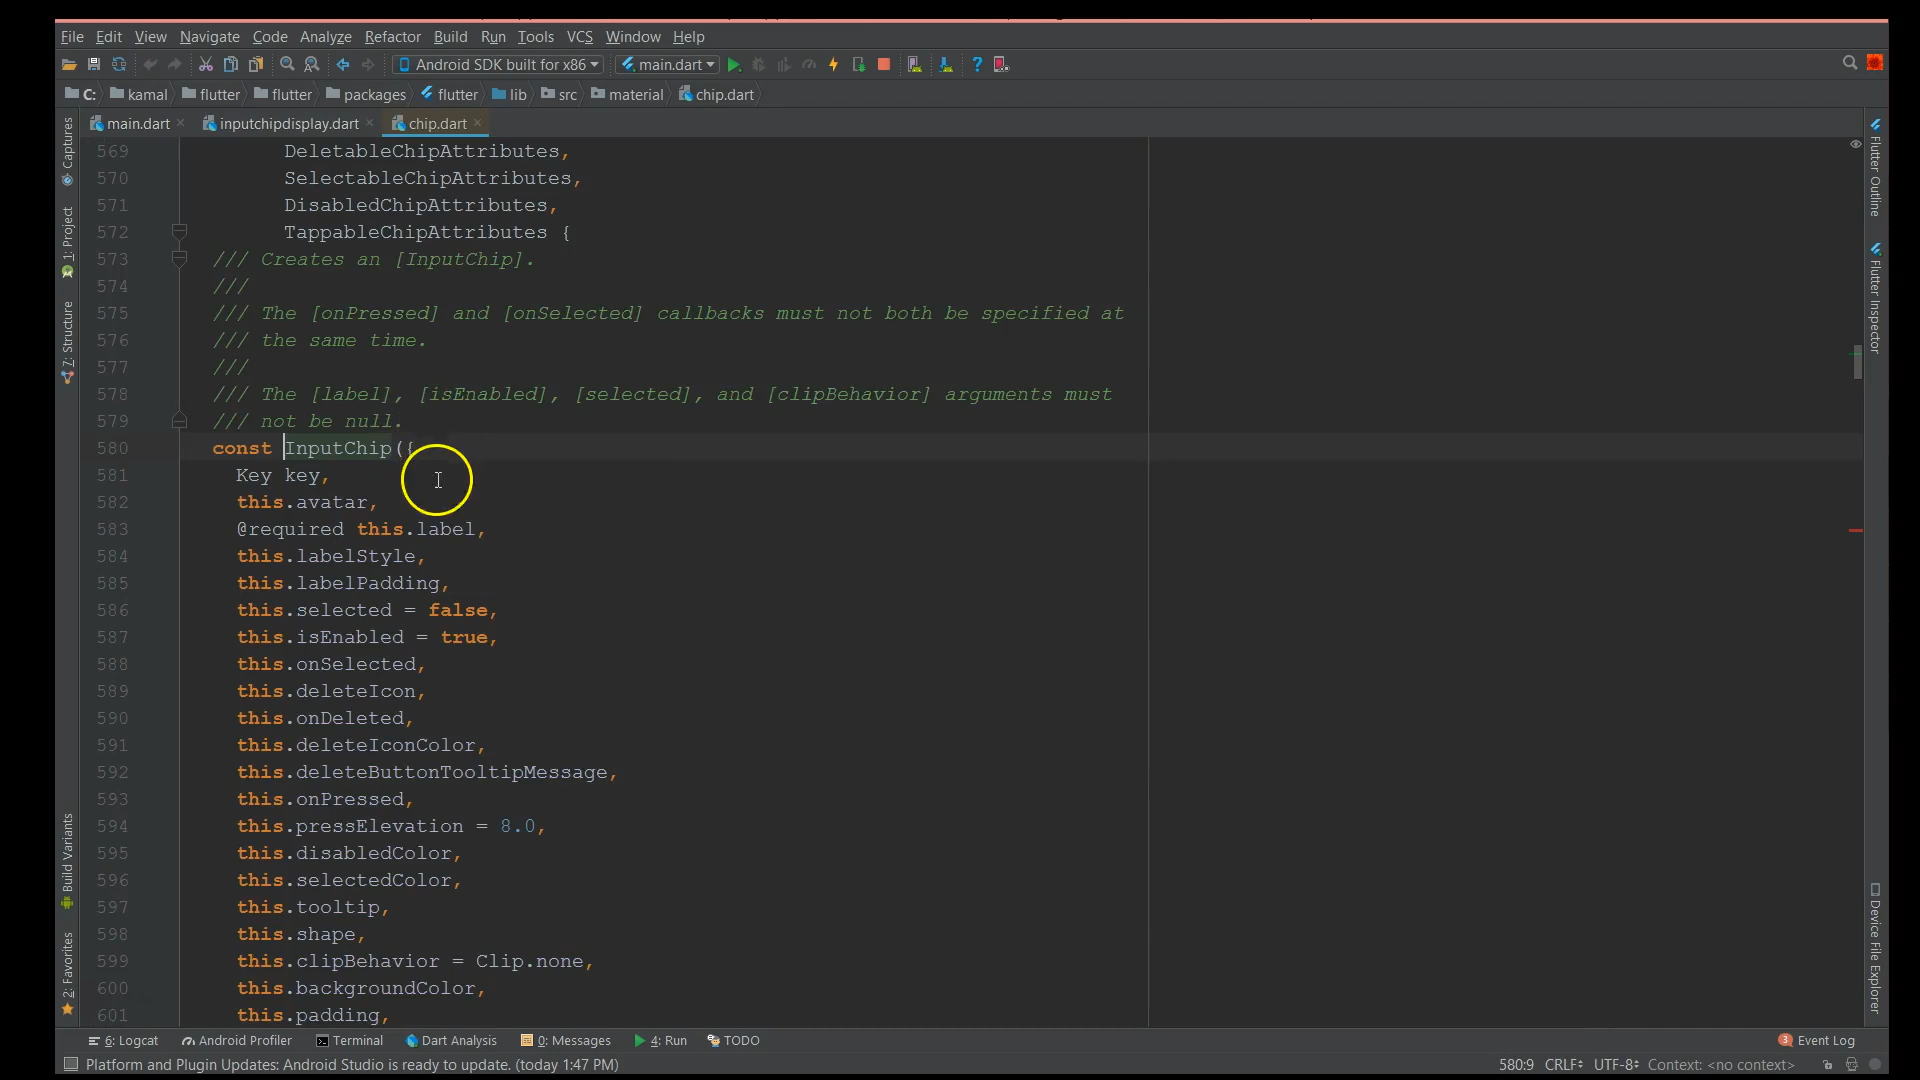 File Edit View Navigate Code Analyze Refactor Build Run Tools VCS Window Help
Android SDK built for x86 main.dart
C: kamal flutter flutter packages flutter lib src material chip.dart
main.dart inputchipdisplay.dart chip.dart
569 DeletableChipAttributes,
570 SelectableChipAttributes,
571 DisabledChipAttributes,
572 TappableChipAttributes {
573 /// Creates an [InputChip].
574 ///
575 /// The [onPressed] and [onSelected] callbacks must not both be specified at
576 /// the same time.
577 ///
578 /// The [label], [isEnabled], [selected], and [clipBehavior] arguments must
579 /// not be null.
580 const InputChip({
581 Key key,
582 this.avatar,
583 @required this.label,
584 this.labelStyle,
585 this.labelPadding,
586 this.selected = false,
587 this.isEnabled = true,
588 this.onSelected,
589 this.deleteIcon,
590 this.onDeleted,
591 this.deleteIconColor,
592 this.deleteButtonTooltipMessage,
593 this.onPressed,
594 this.pressElevation = 8.0,
595 this.disabledColor,
596 this.selectedColor,
597 this.tooltip,
598 this.shape,
599 this.clipBehavior = Clip.none,
600 this.backgroundColor,
601 this.padding,
Captures
1: Project
7: Structure
Build Variants
2: Favorites
Flutter Outline
Flutter Inspector
Device File Explorer
6: Logcat Android Profiler Terminal Dart Analysis 0: Messages 4: Run TODO 3 Event Log
Platform and Plugin Updates: Android Studio is ready to update. (today 1:47 PM) 580:9 CRLF UTF-8 Context: <no context>